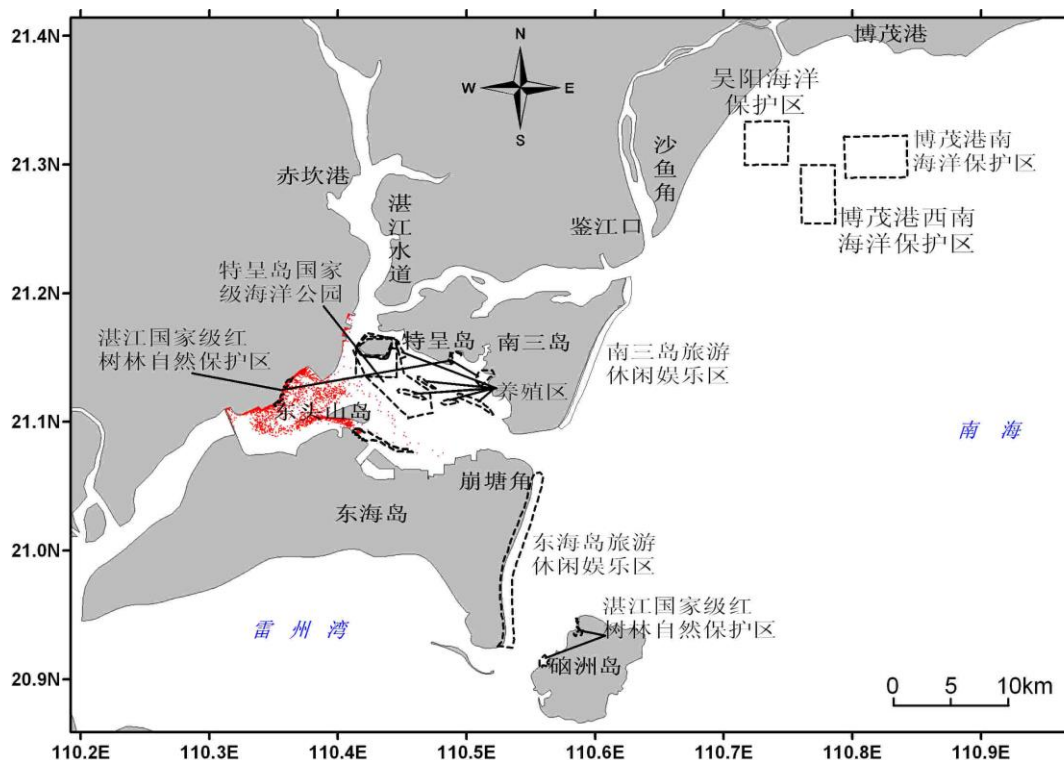 21.4N
21.3N
21.2N
21.1N
21.0N
20.9N
N
W
E
S
博茂港
吴阳海洋
保护区
博茂港南
海洋保护区
博茂港西南
海洋保护区
沙鱼角
赤坎港
湛江水道
鉴江口
特呈岛国家
级海洋公园
湛江国家级红
树林自然保护区
特呈岛
南三岛
南三岛旅游
休闲娱乐区
养殖区
东头山岛
南 海
崩塘角
东海岛
东海岛旅游
休闲娱乐区
雷 州 湾
湛江国家级红
树林自然保护区
硇洲岛
0 5 10km
110.2E 110.3E 110.4E 110.5E 110.6E 110.7E 110.8E 110.9E